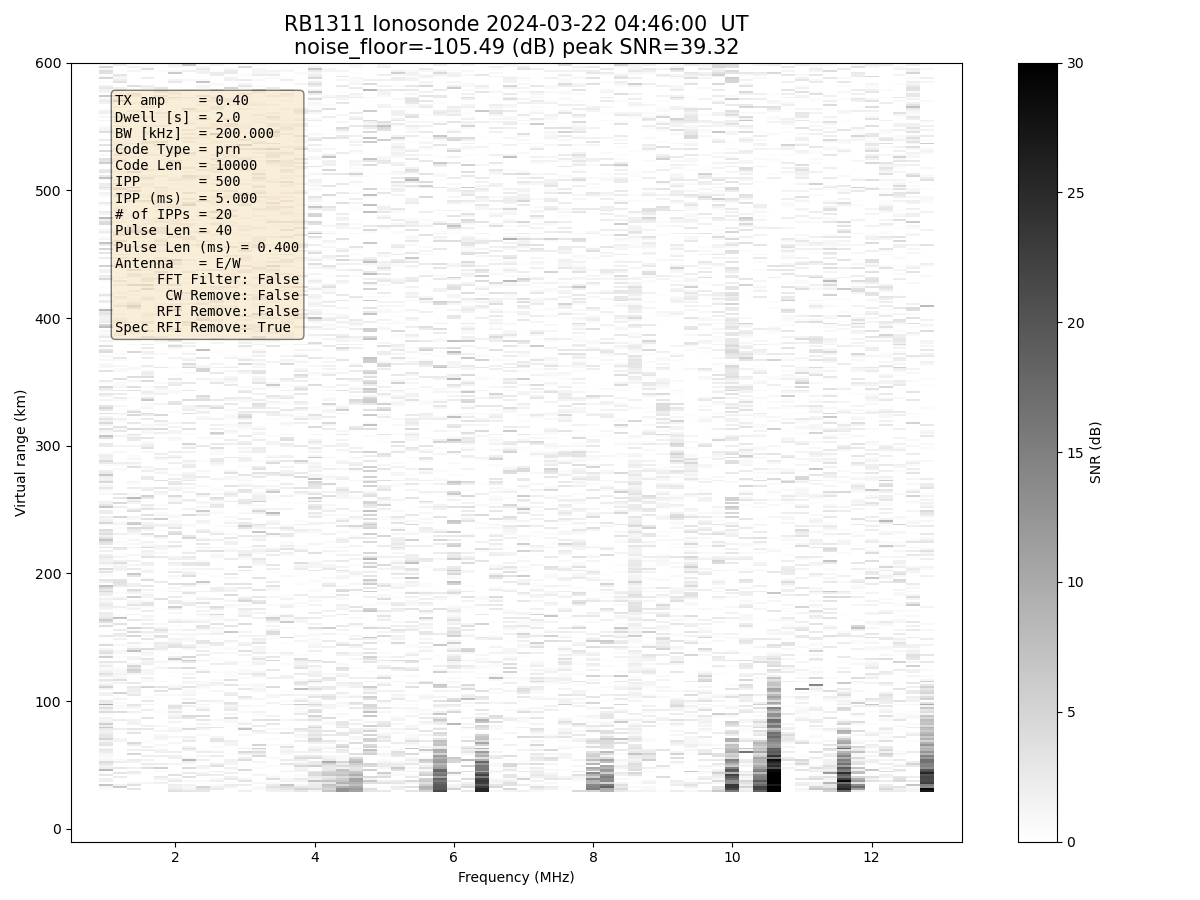 RB1311 Ionosonde 2024-03-22 04:46:00 UT
noise_floor=-105.49 (dB) peak SNR=39.32
TX amp = 0.40
Dwell [s] = 2.0
BW [kHz] = 200.000
Code Type = prn
Code Len = 10000
IPP = 500
IPP (ms) = 5.000
# of IPPs = 20
Pulse Len = 40
Pulse Len (ms) = 0.400
Antenna = E/W
FFT Filter: False
CW Remove: False
RFI Remove: False
Spec RFI Remove: True
Virtual range (km)
600
500
400
300
200
100
0
2 4 6 8 10 12
Frequency (MHz)
30
25
20
15
10
5
0
SNR (dB)